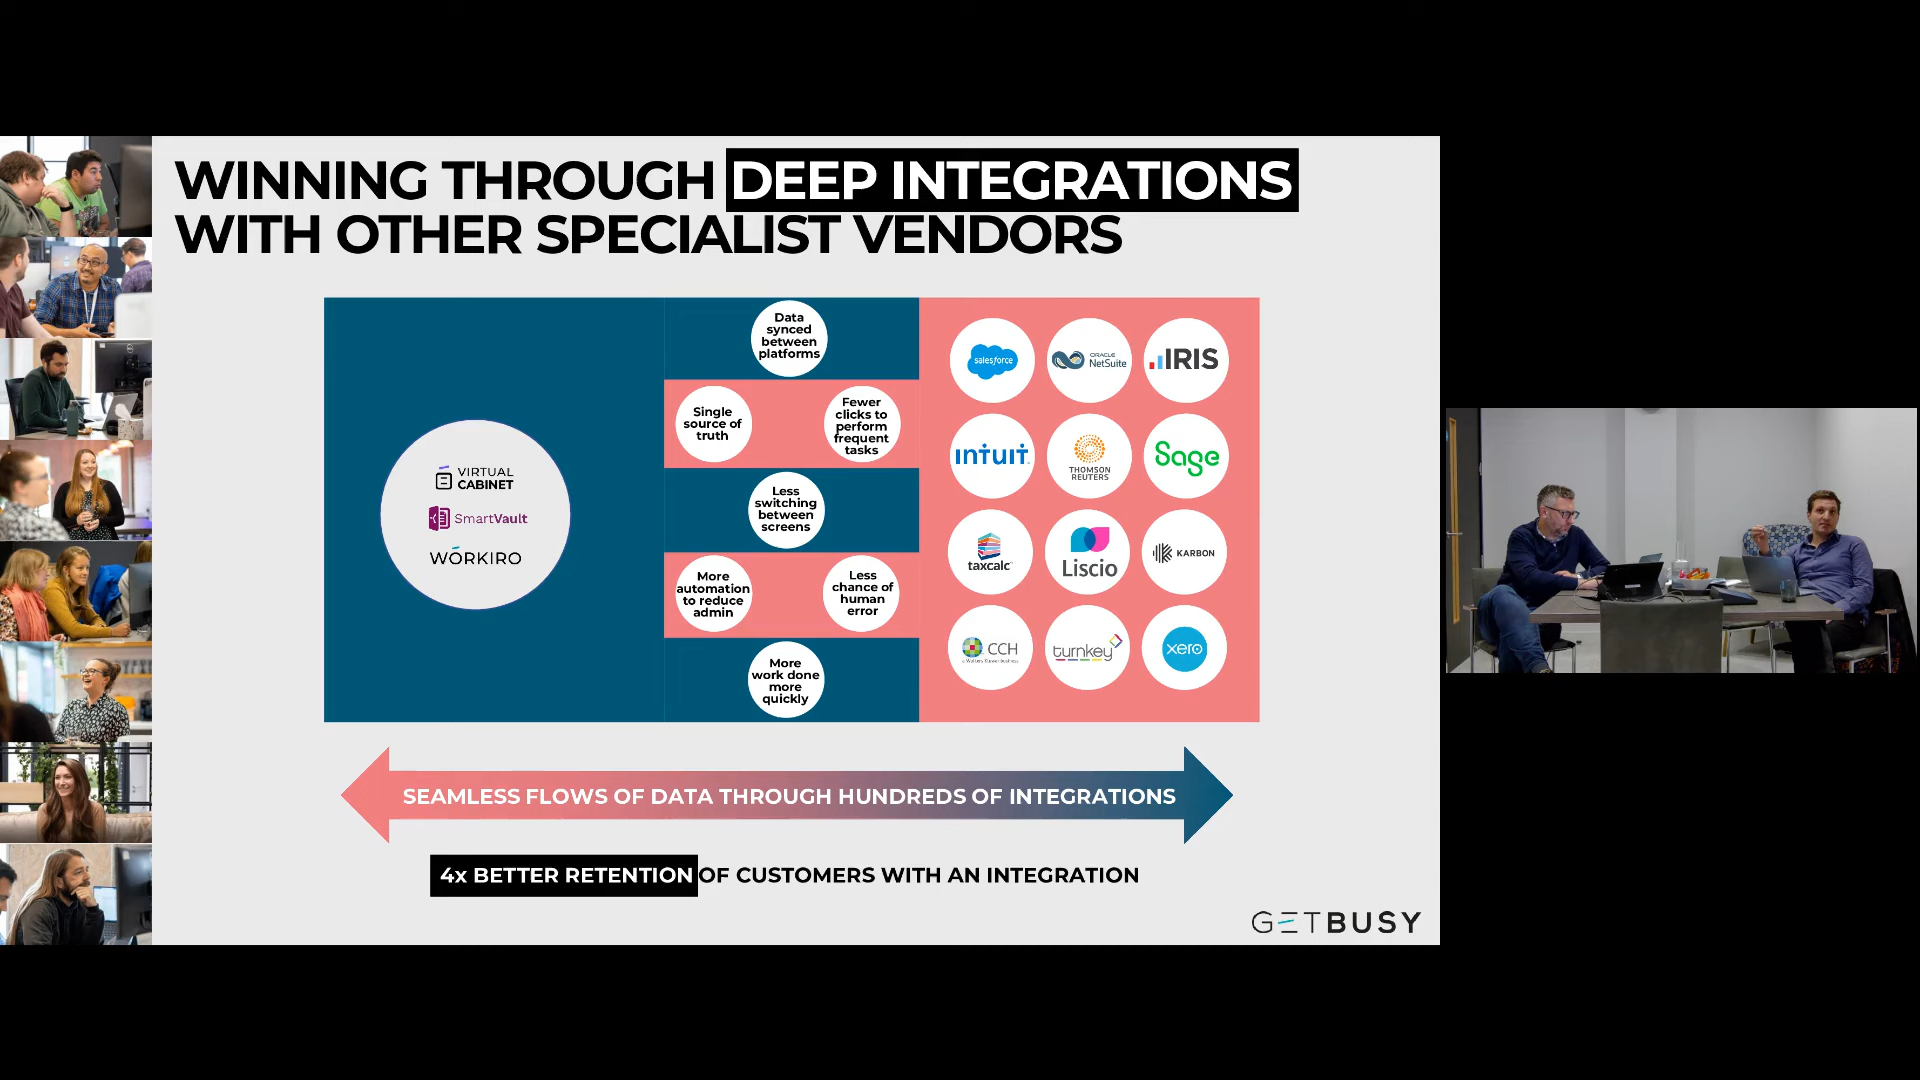 WINNING THROUGH DEEP INTEGRATIONS
WITH OTHER SPECIALIST VENDORS
VIRTUAL
CABINET
SmartVault
WORKIRO
Data
synced
between
platforms
Single
source of
truth
Fewer
clicks to
perform
frequent
tasks
Less
switching
between
screens
More
automation
to reduce
admin
Less
chance of
human
error
More
work done
more
quickly
salesforce
ORACLE
NetSuite
IRIS
INTUIT
THOMSON
REUTERS
Sage
taxcalc
Liscio
KARBON
CCH
a Wolters Kluwer business
turnkey
xero
SEAMLESS FLOWS OF DATA THROUGH HUNDREDS OF INTEGRATIONS
4x BETTER RETENTION OF CUSTOMERS WITH AN INTEGRATION
GETBUSY